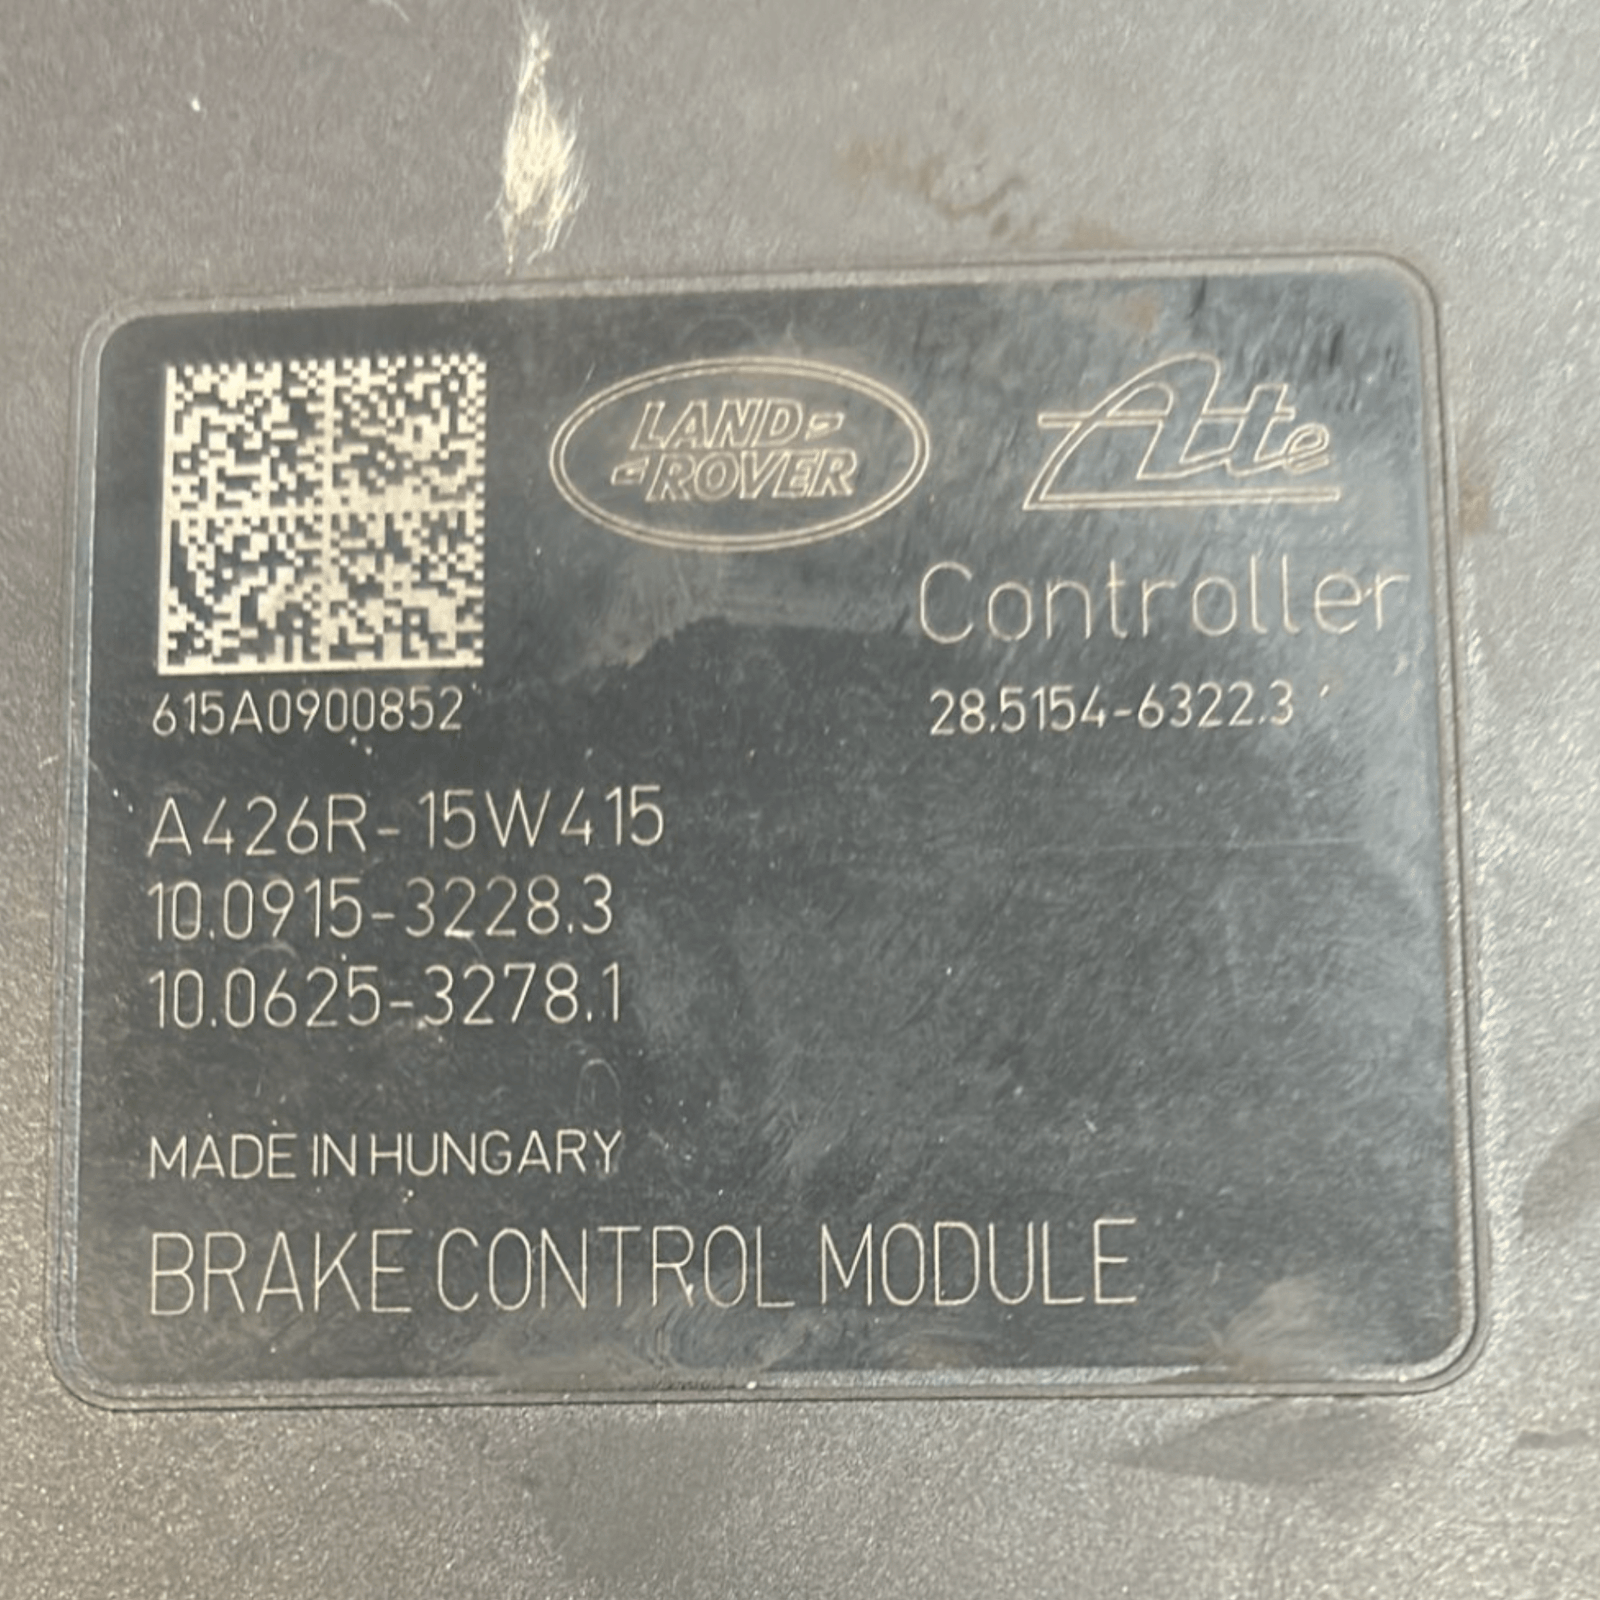 LAND-
-ROVER
Ate
Controller
615A0900852
28.5154-6322.3
A426R-15W415
10.0915-3228.3
10.0625-3278.1
MADE IN HUNGARY
BRAKE CONTROL MODULE